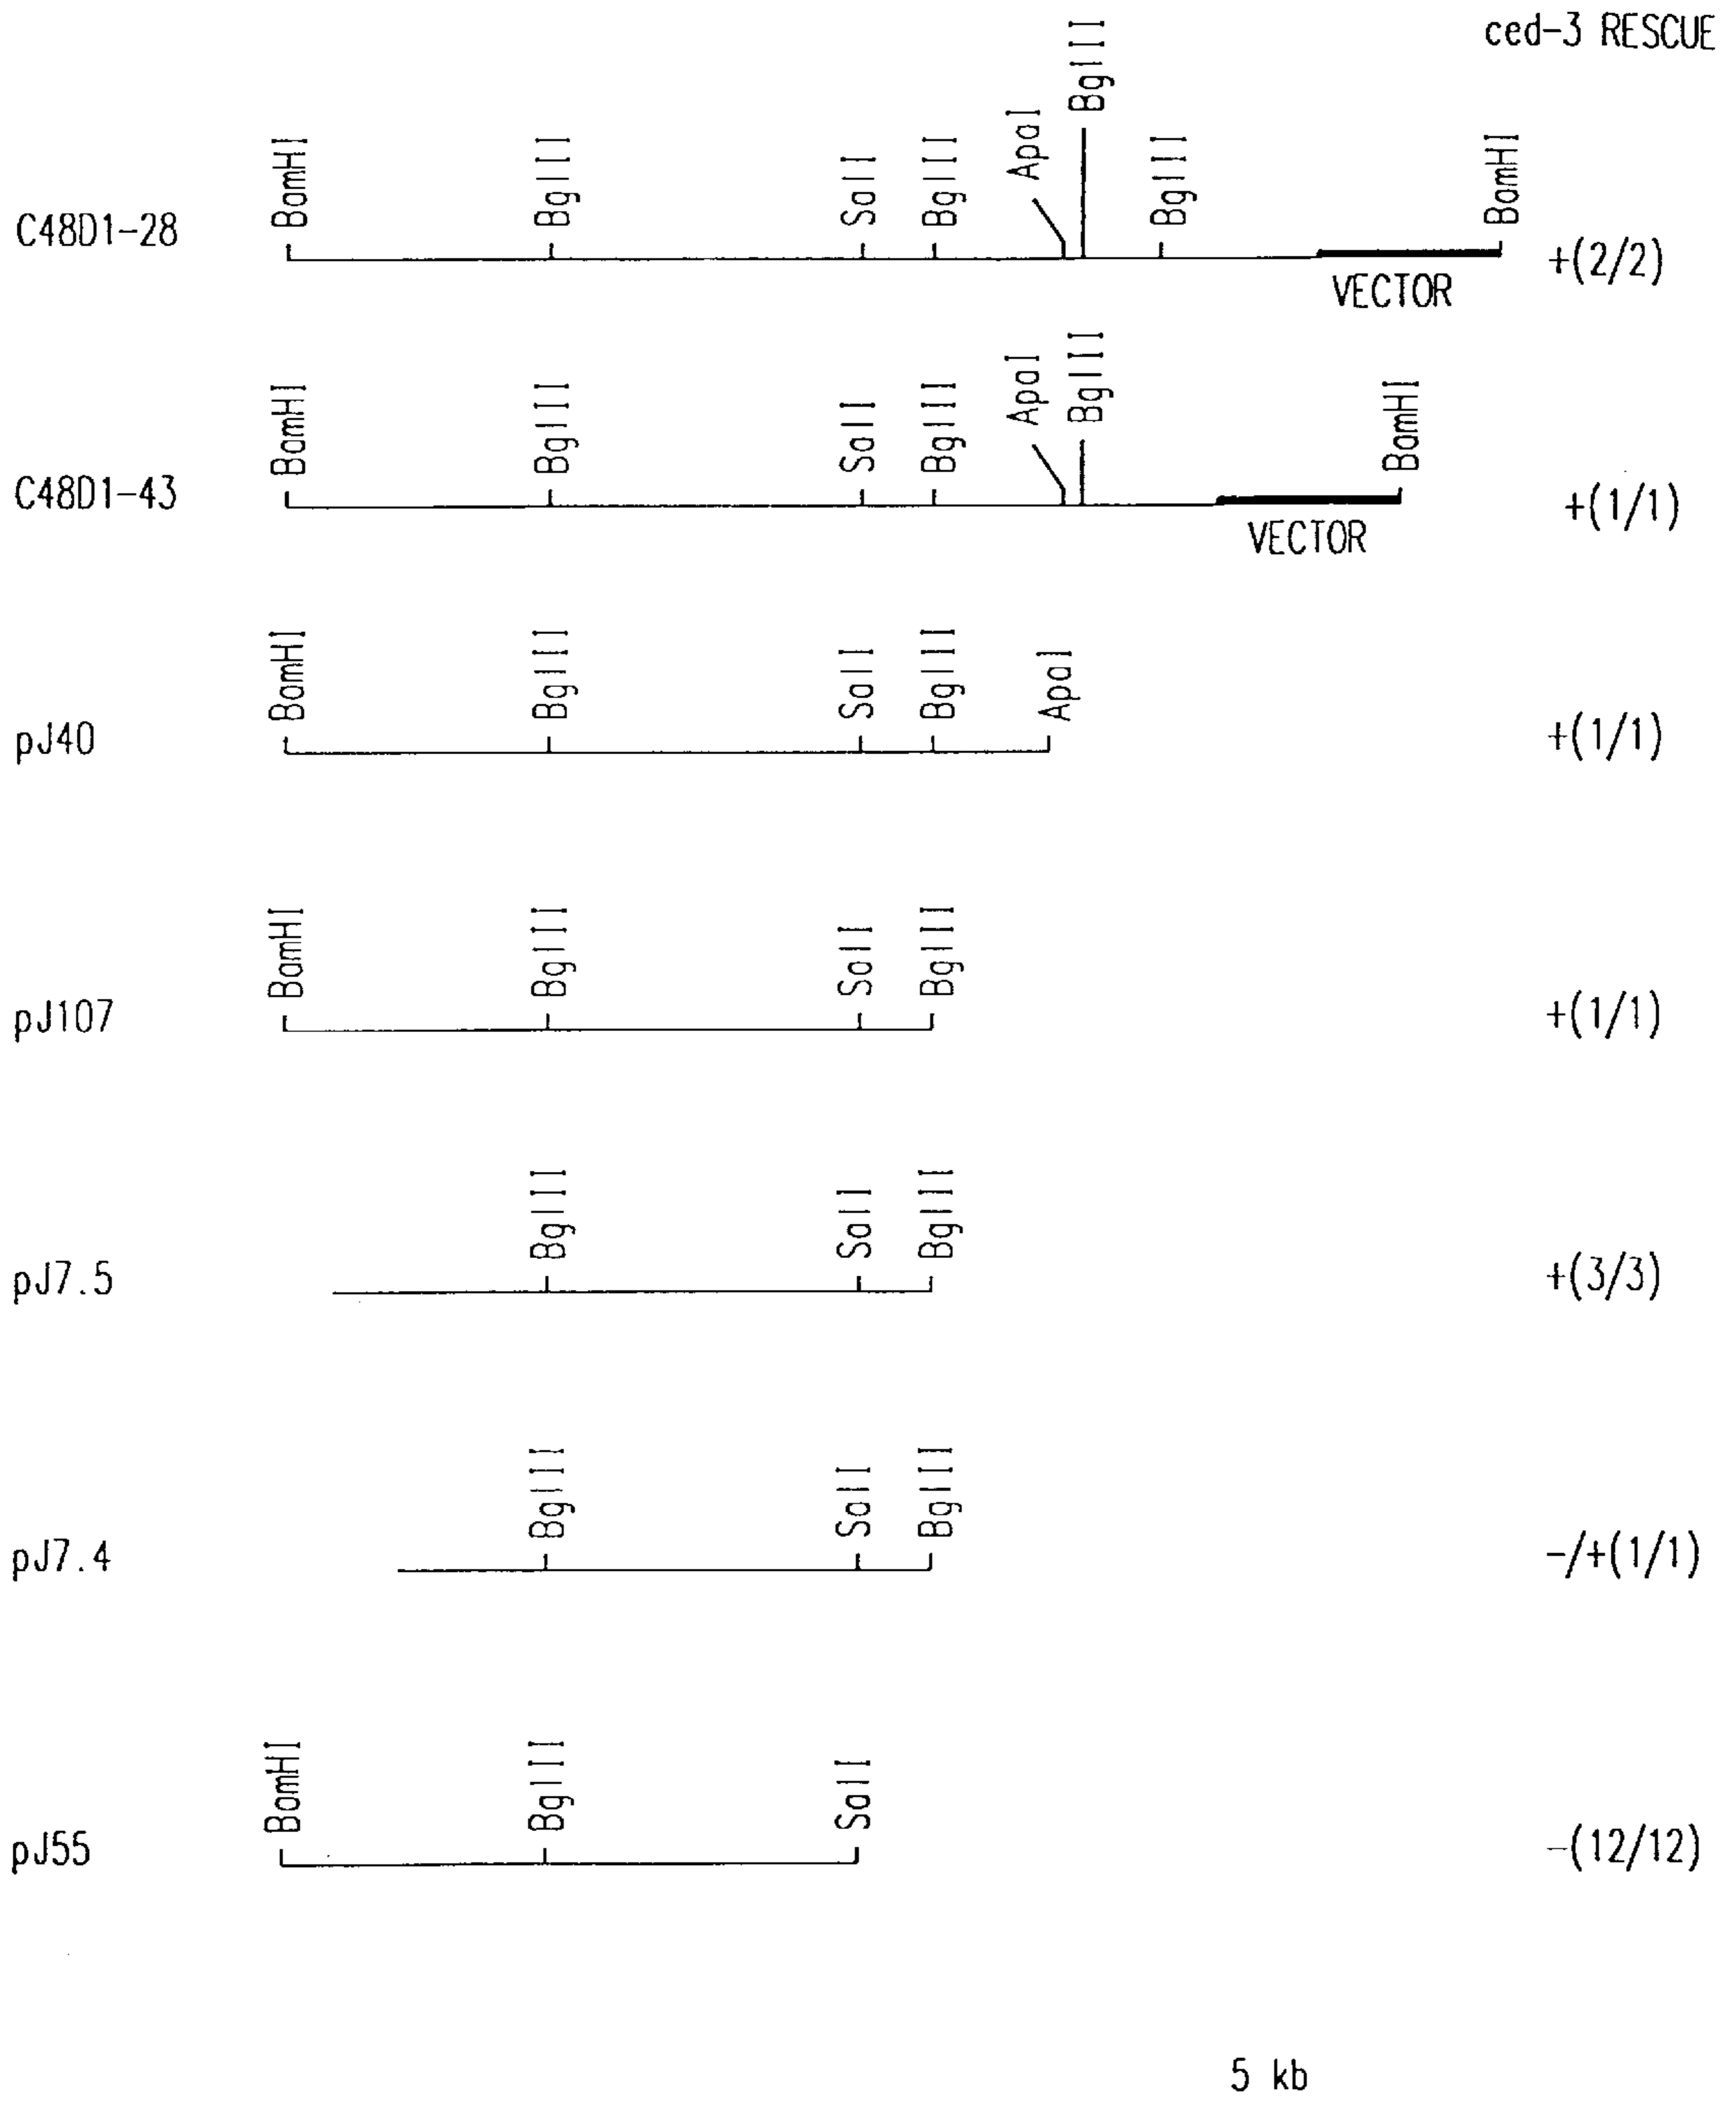 ced-3 RESCUE
C48D1-28
BamHI
BglII
SalI
BglII
ApaI
BglII
BglII
BamHI
VECTOR
+(2/2)
C48D1-43
BamHI
BglII
SalI
BglII
ApaI
BglII
BamHI
VECTOR
+(1/1)
pJ40
BamHI
BglII
SalI
BglII
ApaI
+(1/1)
pJ107
BamHI
BglII
SalI
BglII
+(1/1)
pJ7.5
BglII
SalI
BglII
+(3/3)
pJ7.4
BglII
SalI
BglII
-/+(1/1)
pJ55
BamHI
BglII
SalI
-(12/12)
5 kb